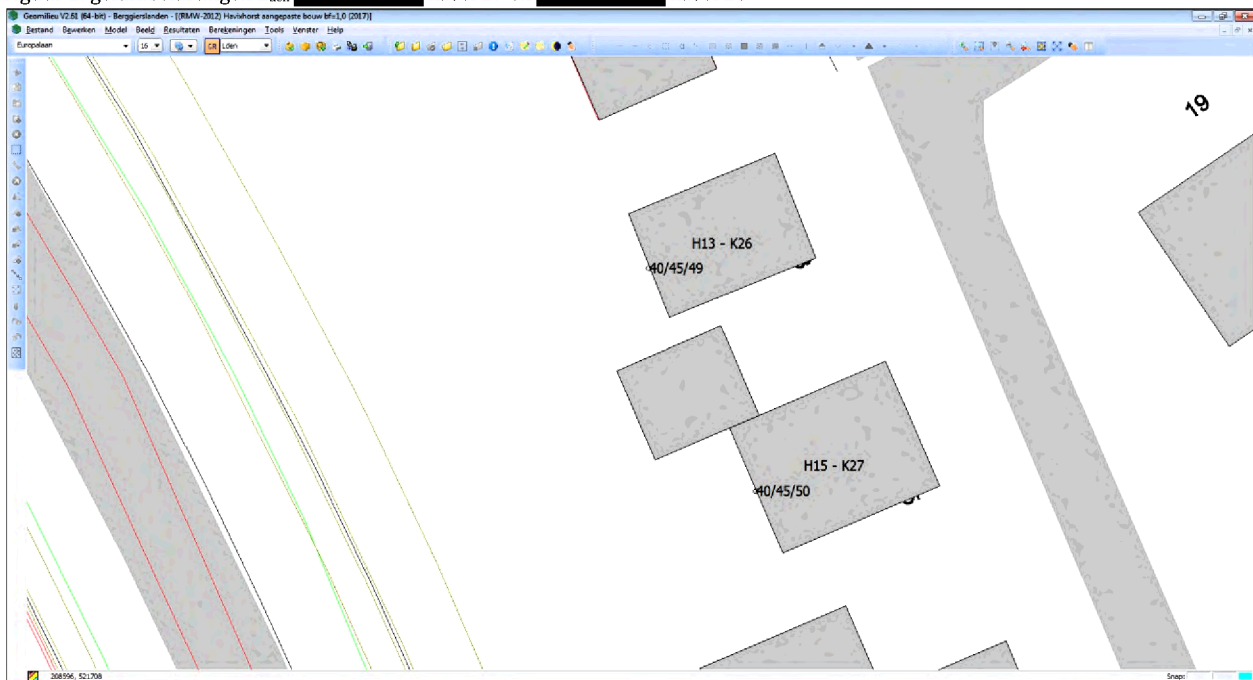 Geomilieu V2.61 (64-bit) - Berggierslanden - [(RMW-2012) Havixhorst aangepaste bouw bf=1,0 (2017)]
Bestand Bewerken Model Beeld Resultaten Berekeningen Tools Venster Help
Europalaan 16 GR Lden
19
H13 - K26
40/45/49
H15 - K27
40/45/50
208596, 521708 Snap: